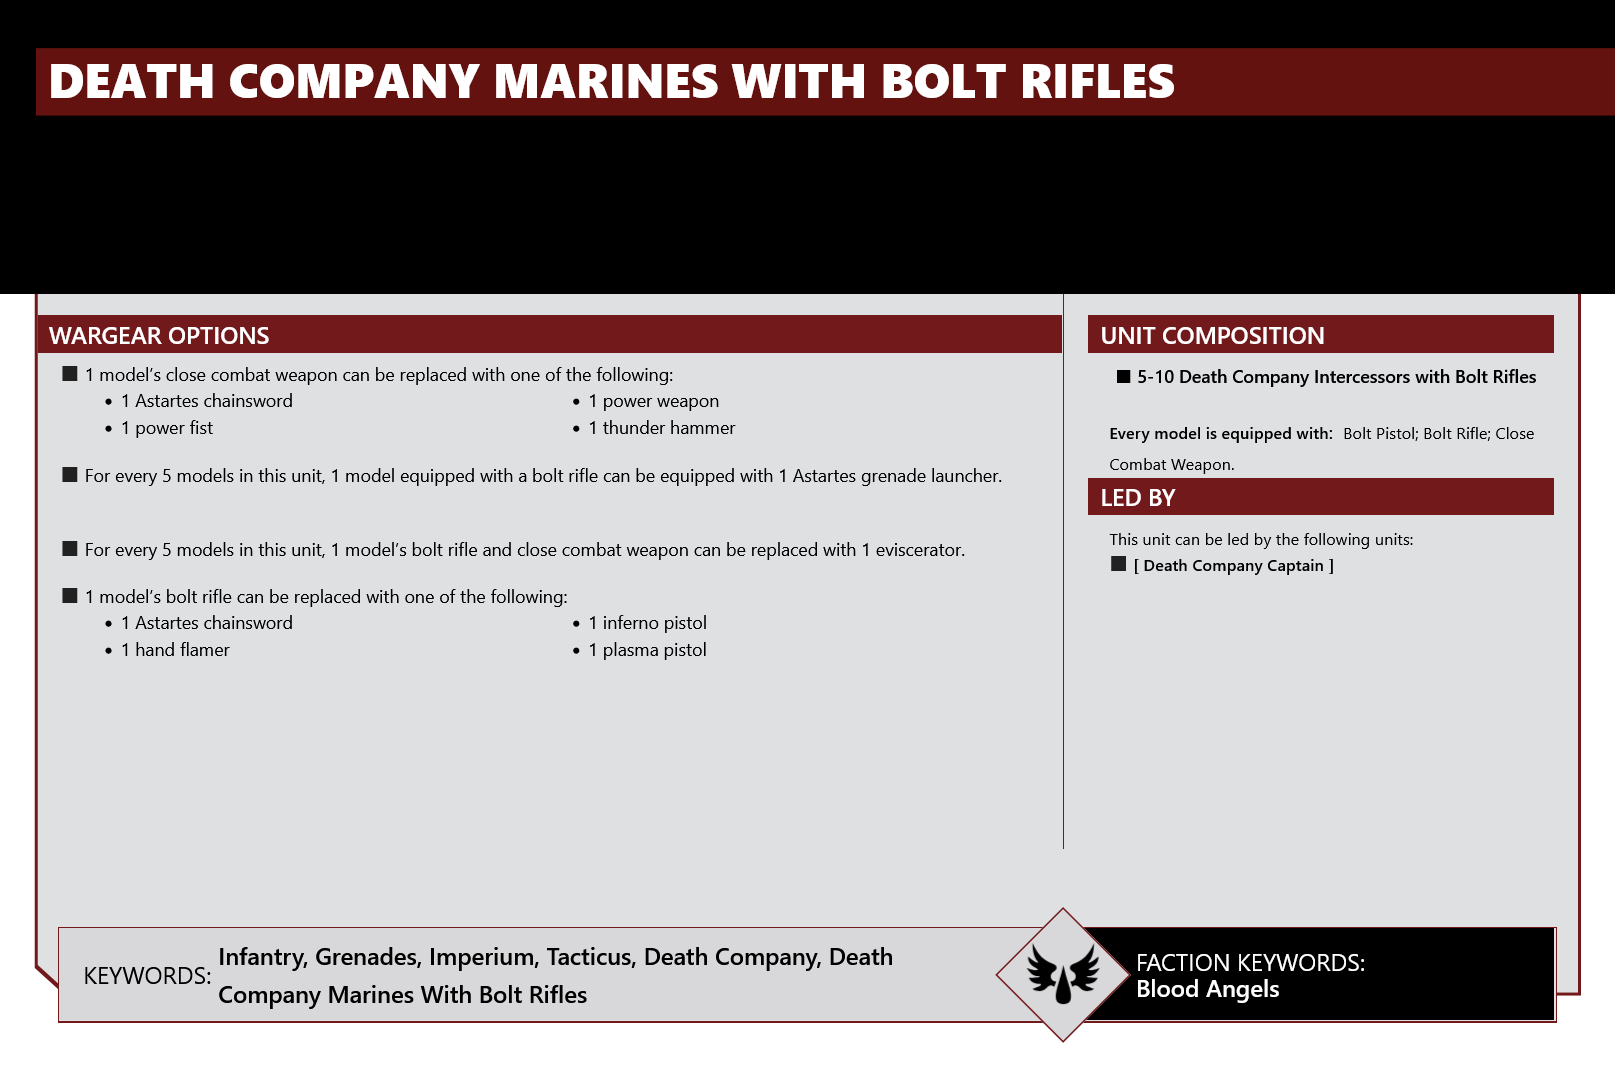 DEATH COMPANY MARINES WITH BOLT RIFLES
WARGEAR OPTIONS
■ 1 model's close combat weapon can be replaced with one of the following:
• 1 Astartes chainsword
• 1 power fist
• 1 power weapon
• 1 thunder hammer
■ For every 5 models in this unit, 1 model equipped with a bolt rifle can be equipped with 1 Astartes grenade launcher.
■ For every 5 models in this unit, 1 model's bolt rifle and close combat weapon can be replaced with 1 eviscerator.
■ 1 model's bolt rifle can be replaced with one of the following:
• 1 Astartes chainsword
• 1 hand flamer
• 1 inferno pistol
• 1 plasma pistol
UNIT COMPOSITION
■ 5-10 Death Company Intercessors with Bolt Rifles
Every model is equipped with: Bolt Pistol; Bolt Rifle; Close
Combat Weapon.
LED BY
This unit can be led by the following units:
■ [ Death Company Captain ]
KEYWORDS:
Infantry, Grenades, Imperium, Tacticus, Death Company, Death
Company Marines With Bolt Rifles
FACTION KEYWORDS:
Blood Angels